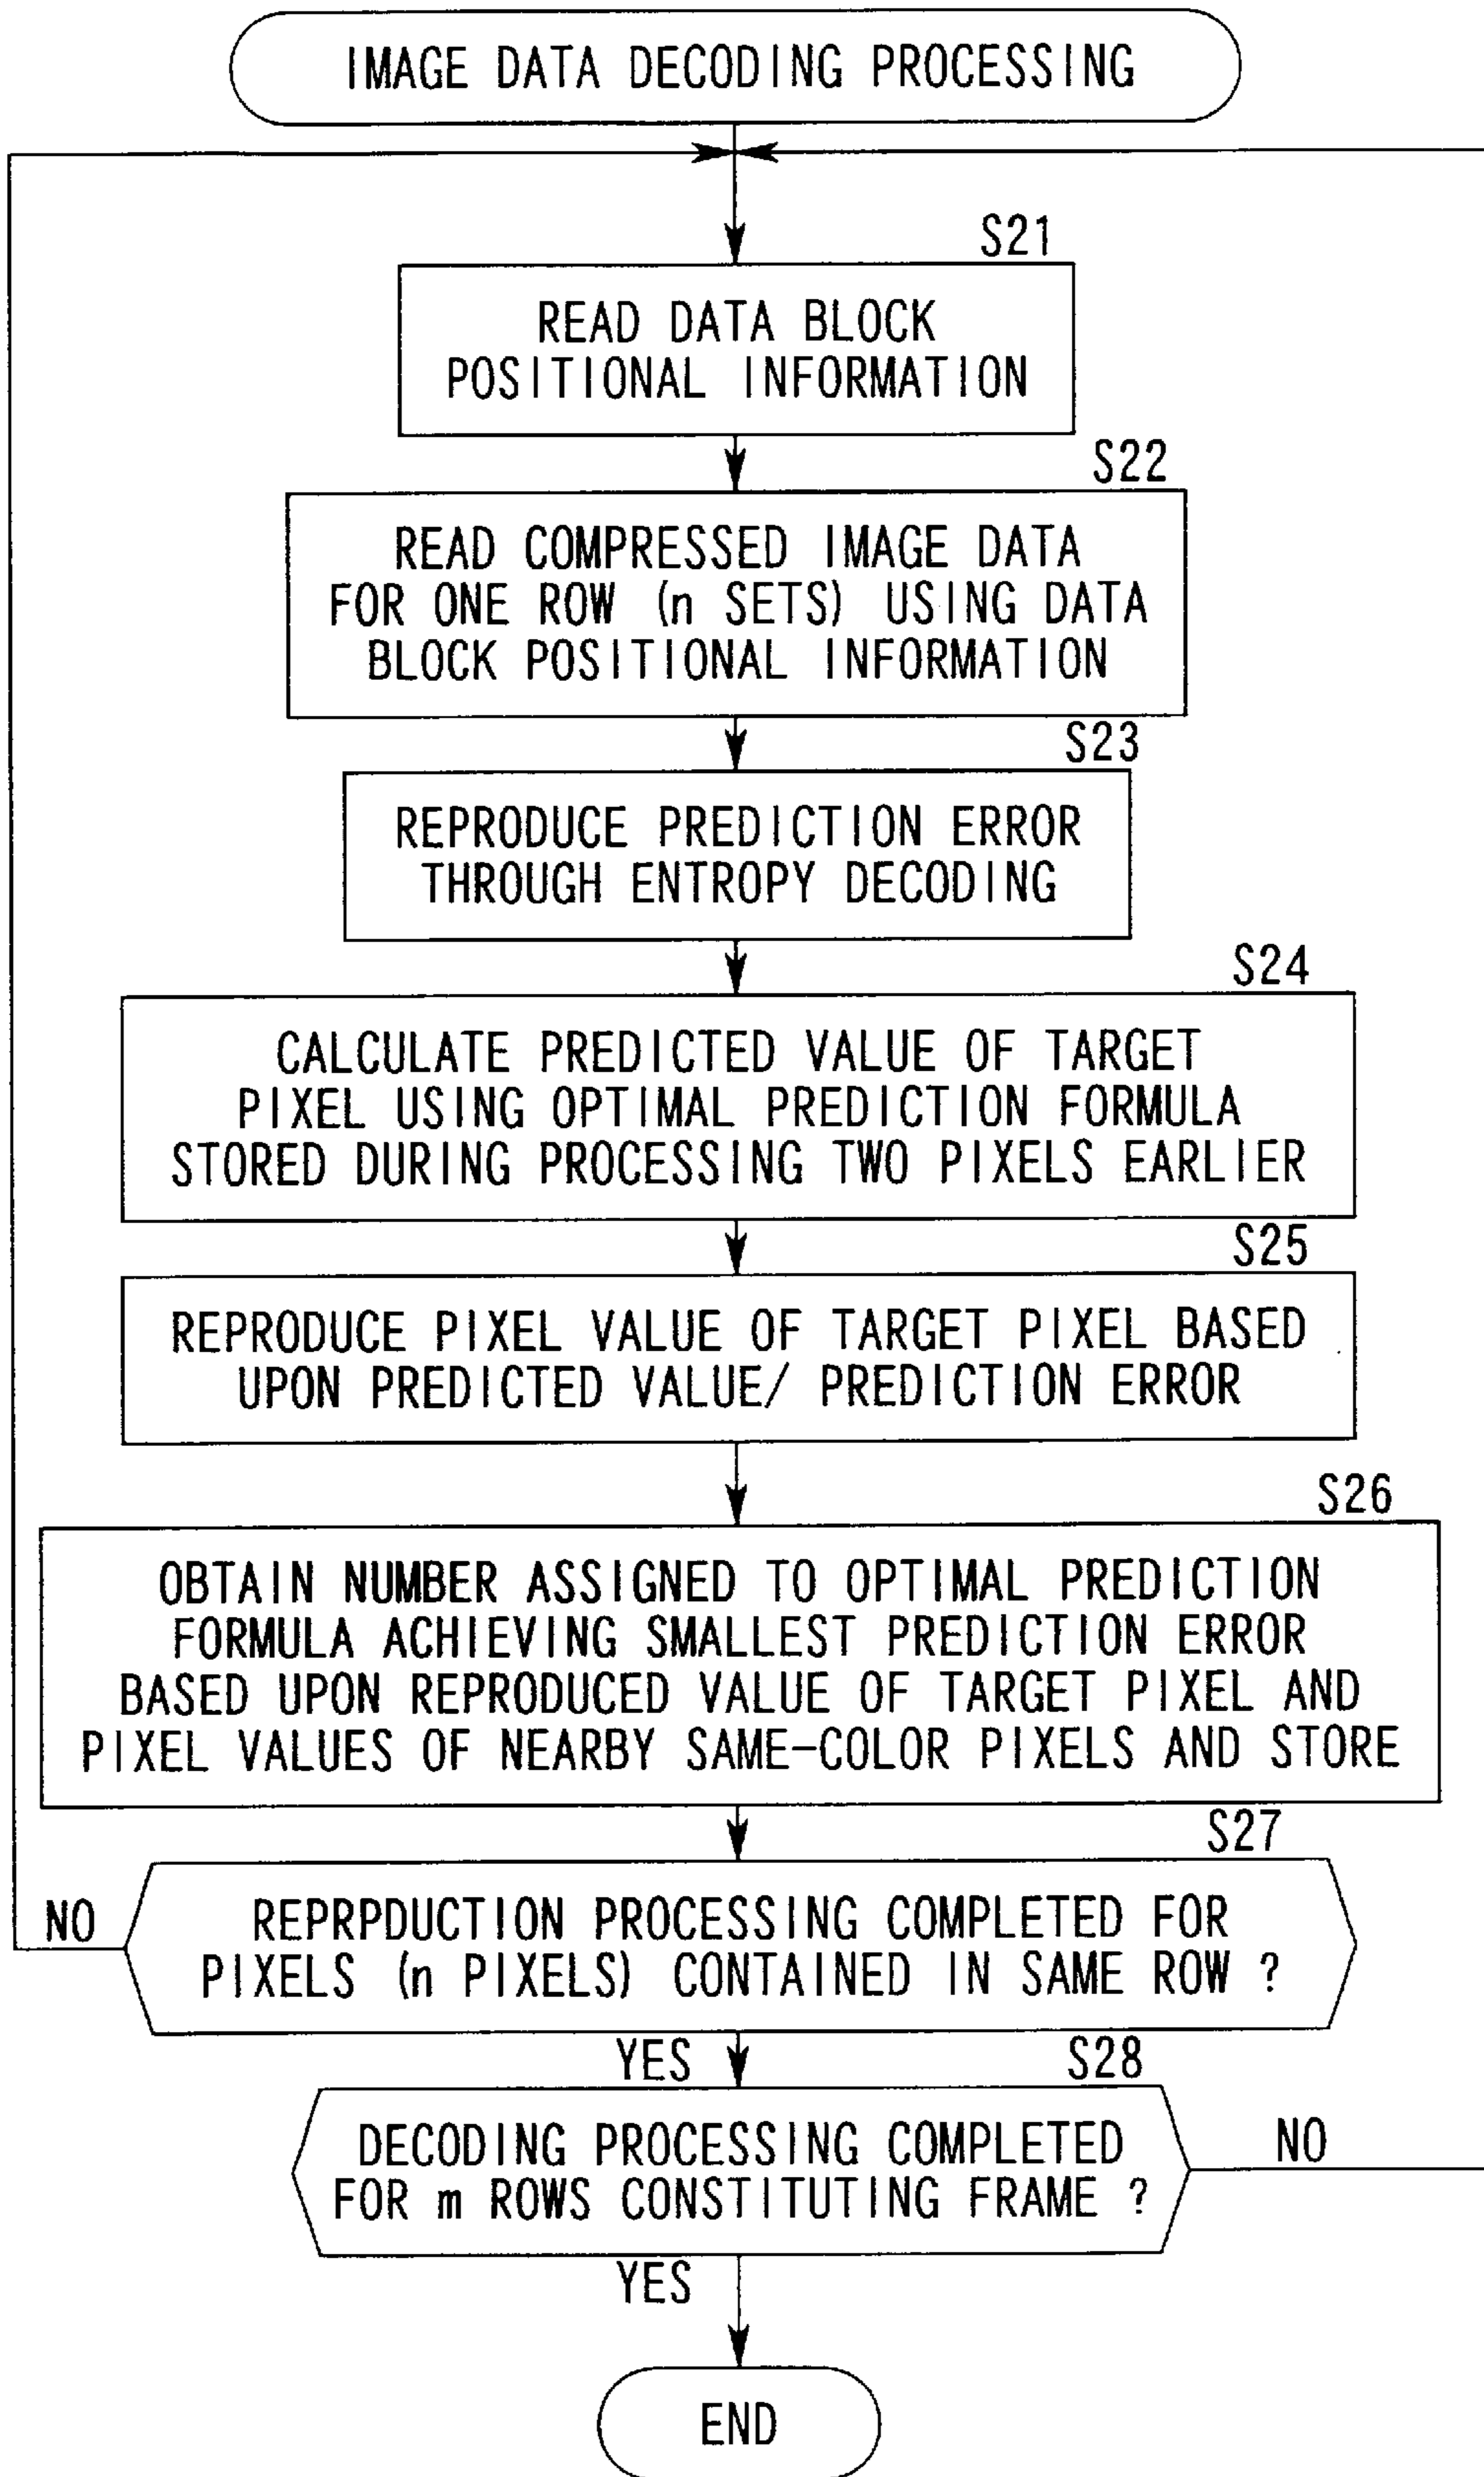 IMAGE DATA DECODING PROCESSING
S21
READ DATA BLOCK
POSITIONAL INFORMATION
S22
READ COMPRESSED IMAGE DATA
FOR ONE ROW (n SETS) USING DATA
BLOCK POSITIONAL INFORMATION
S23
REPRODUCE PREDICTION ERROR
THROUGH ENTROPY DECODING
S24
CALCULATE PREDICTED VALUE OF TARGET
PIXEL USING OPTIMAL PREDICTION FORMULA
STORED DURING PROCESSING TWO PIXELS EARLIER
S25
REPRODUCE PIXEL VALUE OF TARGET PIXEL BASED
UPON PREDICTED VALUE/ PREDICTION ERROR
S26
OBTAIN NUMBER ASSIGNED TO OPTIMAL PREDICTION
FORMULA ACHIEVING SMALLEST PREDICTION ERROR
BASED UPON REPRODUCED VALUE OF TARGET PIXEL AND
PIXEL VALUES OF NEARBY SAME-COLOR PIXELS AND STORE
S27
NO
REPRPDUCTION PROCESSING COMPLETED FOR
PIXELS (n PIXELS) CONTAINED IN SAME ROW ?
YES
S28
DECODING PROCESSING COMPLETED
FOR m ROWS CONSTITUTING FRAME ?
NO
YES
END